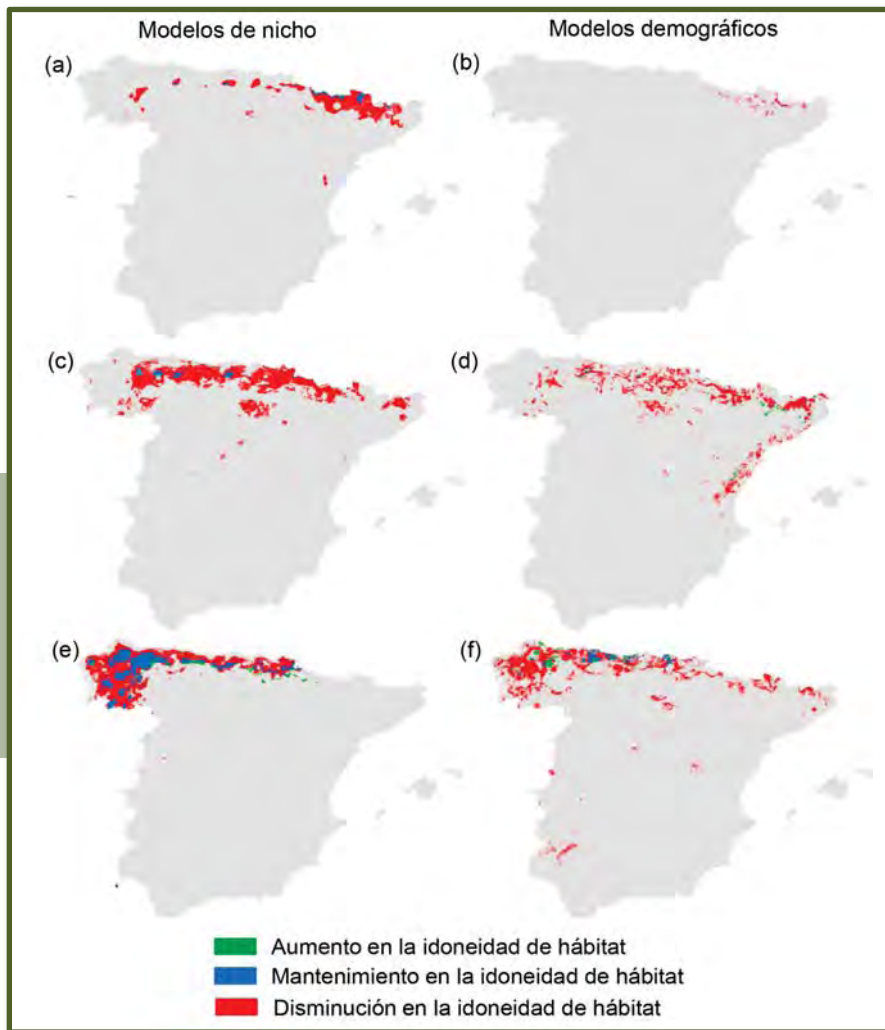 Modelos de nicho
Modelos demográficos
(a)
(b)
(c)
(d)
(e)
(f)
Aumento en la idoneidad de hábitat
Mantenimiento en la idoneidad de hábitat
Disminución en la idoneidad de hábitat